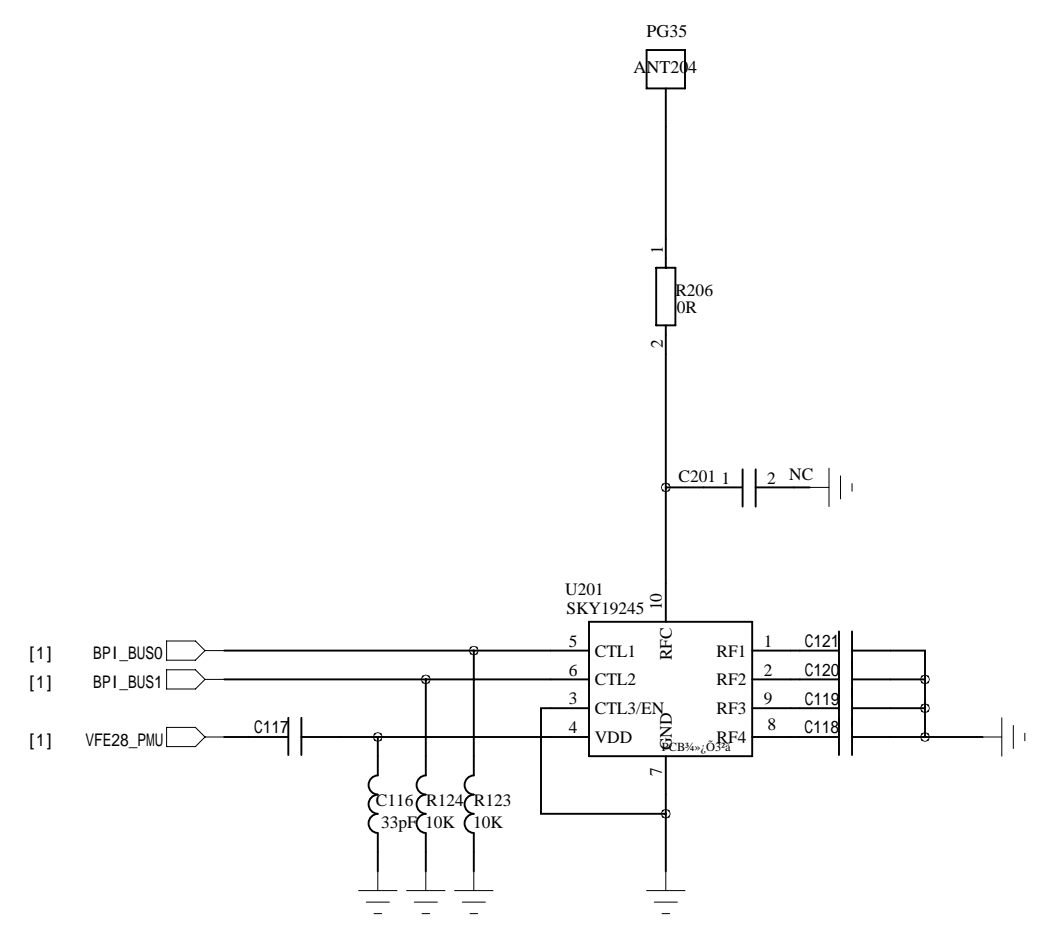 PG35
ANT204
1
R206
0R
2
C201 1 2 NC
U201
SKY19245
10
[1] BPI_BUS0 5 CTL1 RFC RF1 1 C121
[1] BPI_BUS1 6 CTL2 RF2 2 C120
3 CTL3/EN RF3 9 C119
[1] VFE28_PMU C117 4 VDD GND RF4 8 C118
7
C116 R124 R123
33pF 10K 10K